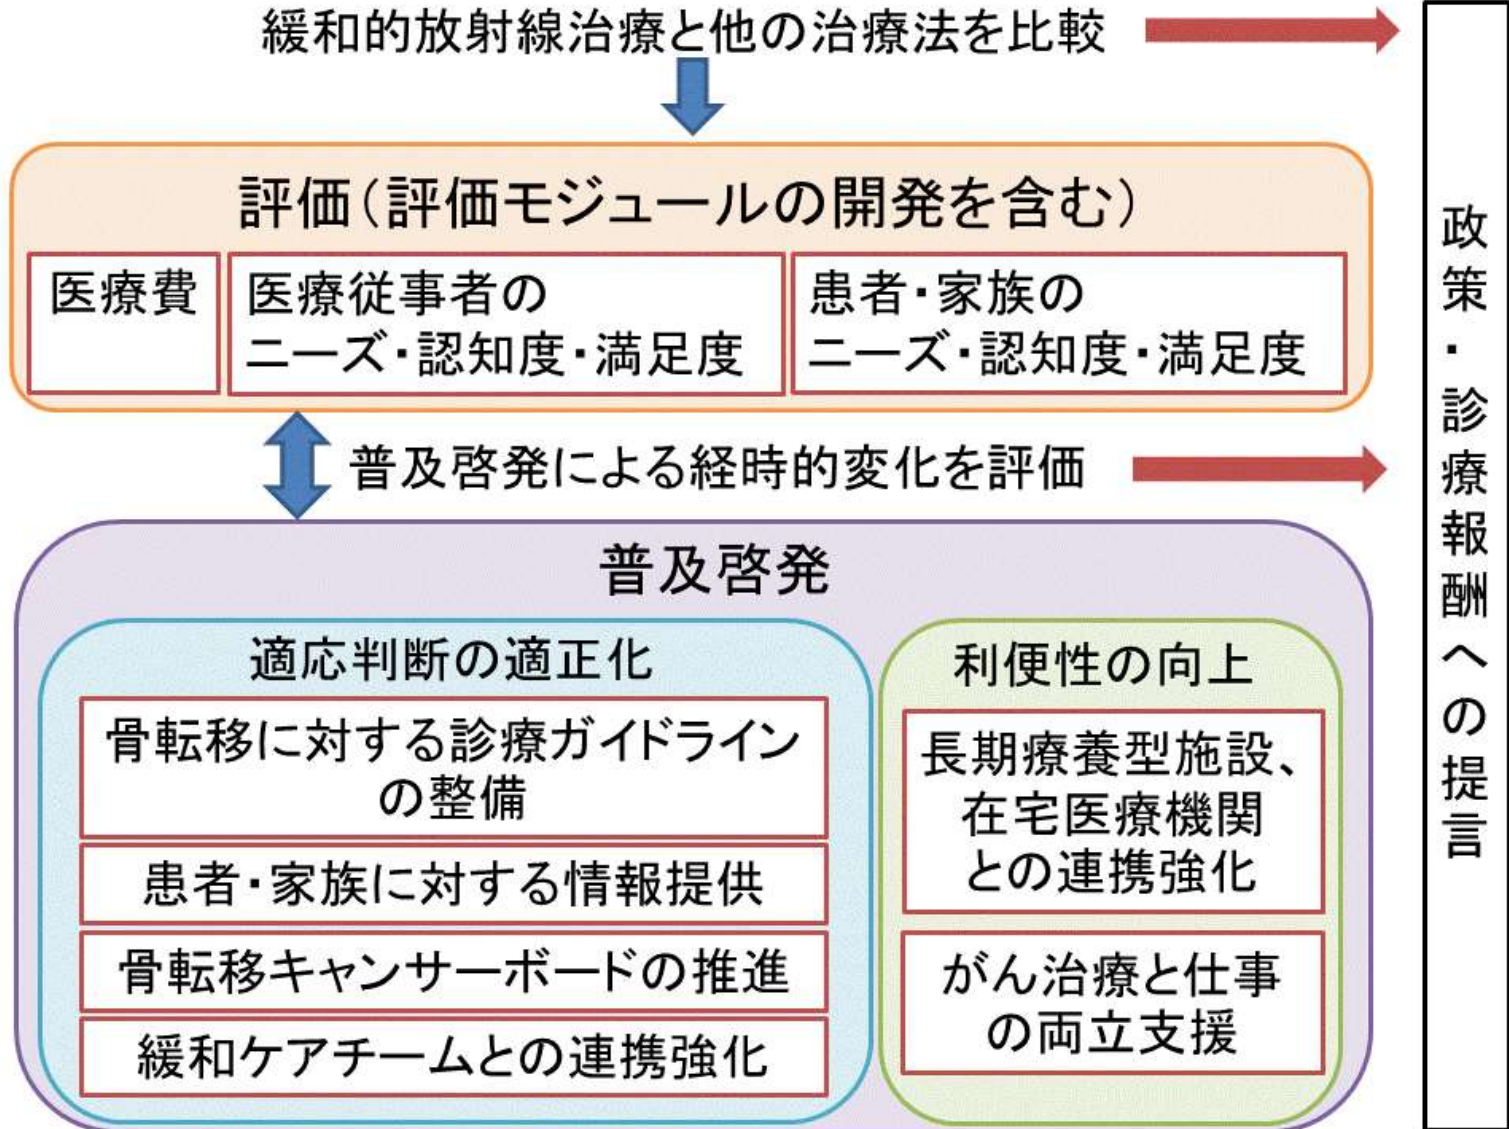 緩和的放射線治療と他の治療法を比較
評価(評価モジュールの開発を含む)
医療費
医療従事者の
ニーズ・認知度・満足度
患者・家族の
ニーズ・認知度・満足度
普及啓発による経時的変化を評価
普及啓発
適応判断の適正化
骨転移に対する診療ガイドライン
の整備
患者・家族に対する情報提供
骨転移キャンサーボードの推進
緩和ケアチームとの連携強化
利便性の向上
長期療養型施設、
在宅医療機関
との連携強化
がん治療と仕事
の両立支援
政策・診療報酬への提言